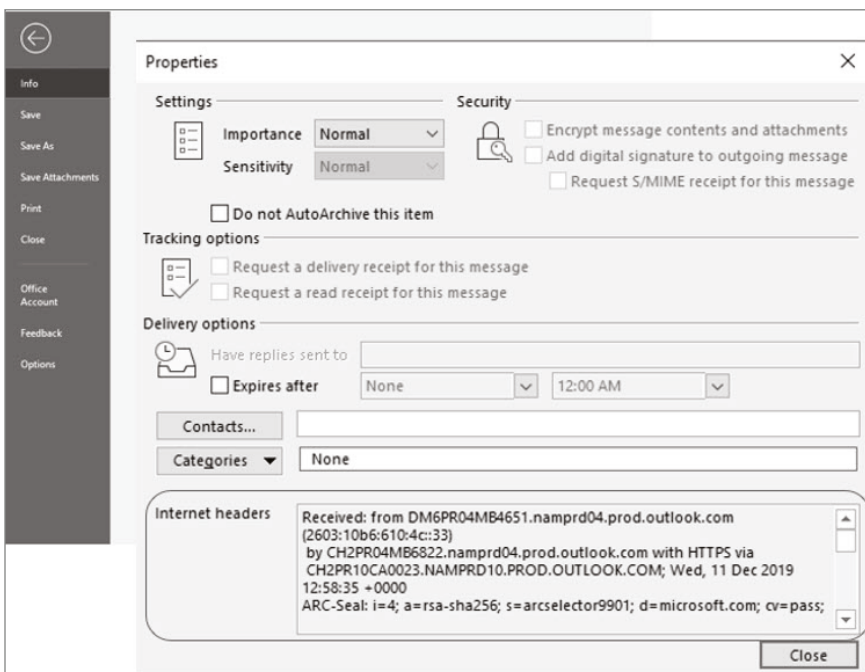 Info
Save
Save As
Save Attachments
Print
Close
Office
Account
Feedback
Options
Properties
Settings
Importance Normal
Sensitivity Normal
Do not AutoArchive this item
Security
Encrypt message contents and attachments
Add digital signature to outgoing message
Request S/MIME receipt for this message
Tracking options
Request a delivery receipt for this message
Request a read receipt for this message
Delivery options
Have replies sent to
Expires after None 12:00 AM
Contacts...
Categories None
Internet headers
Received: from DM6PR04MB4651.namprd04.prod.outlook.com
(2603:10b6:610:4c::33)
by CH2PR04MB6822.namprd04.prod.outlook.com with HTTPS via
CH2PR10CA0023.NAMPRD10.PROD.OUTLOOK.COM; Wed, 11 Dec 2019
12:58:35 +0000
ARC-Seal: i=4; a=rsa-sha256; s=arcselector9901; d=microsoft.com; cv=pass;
Close